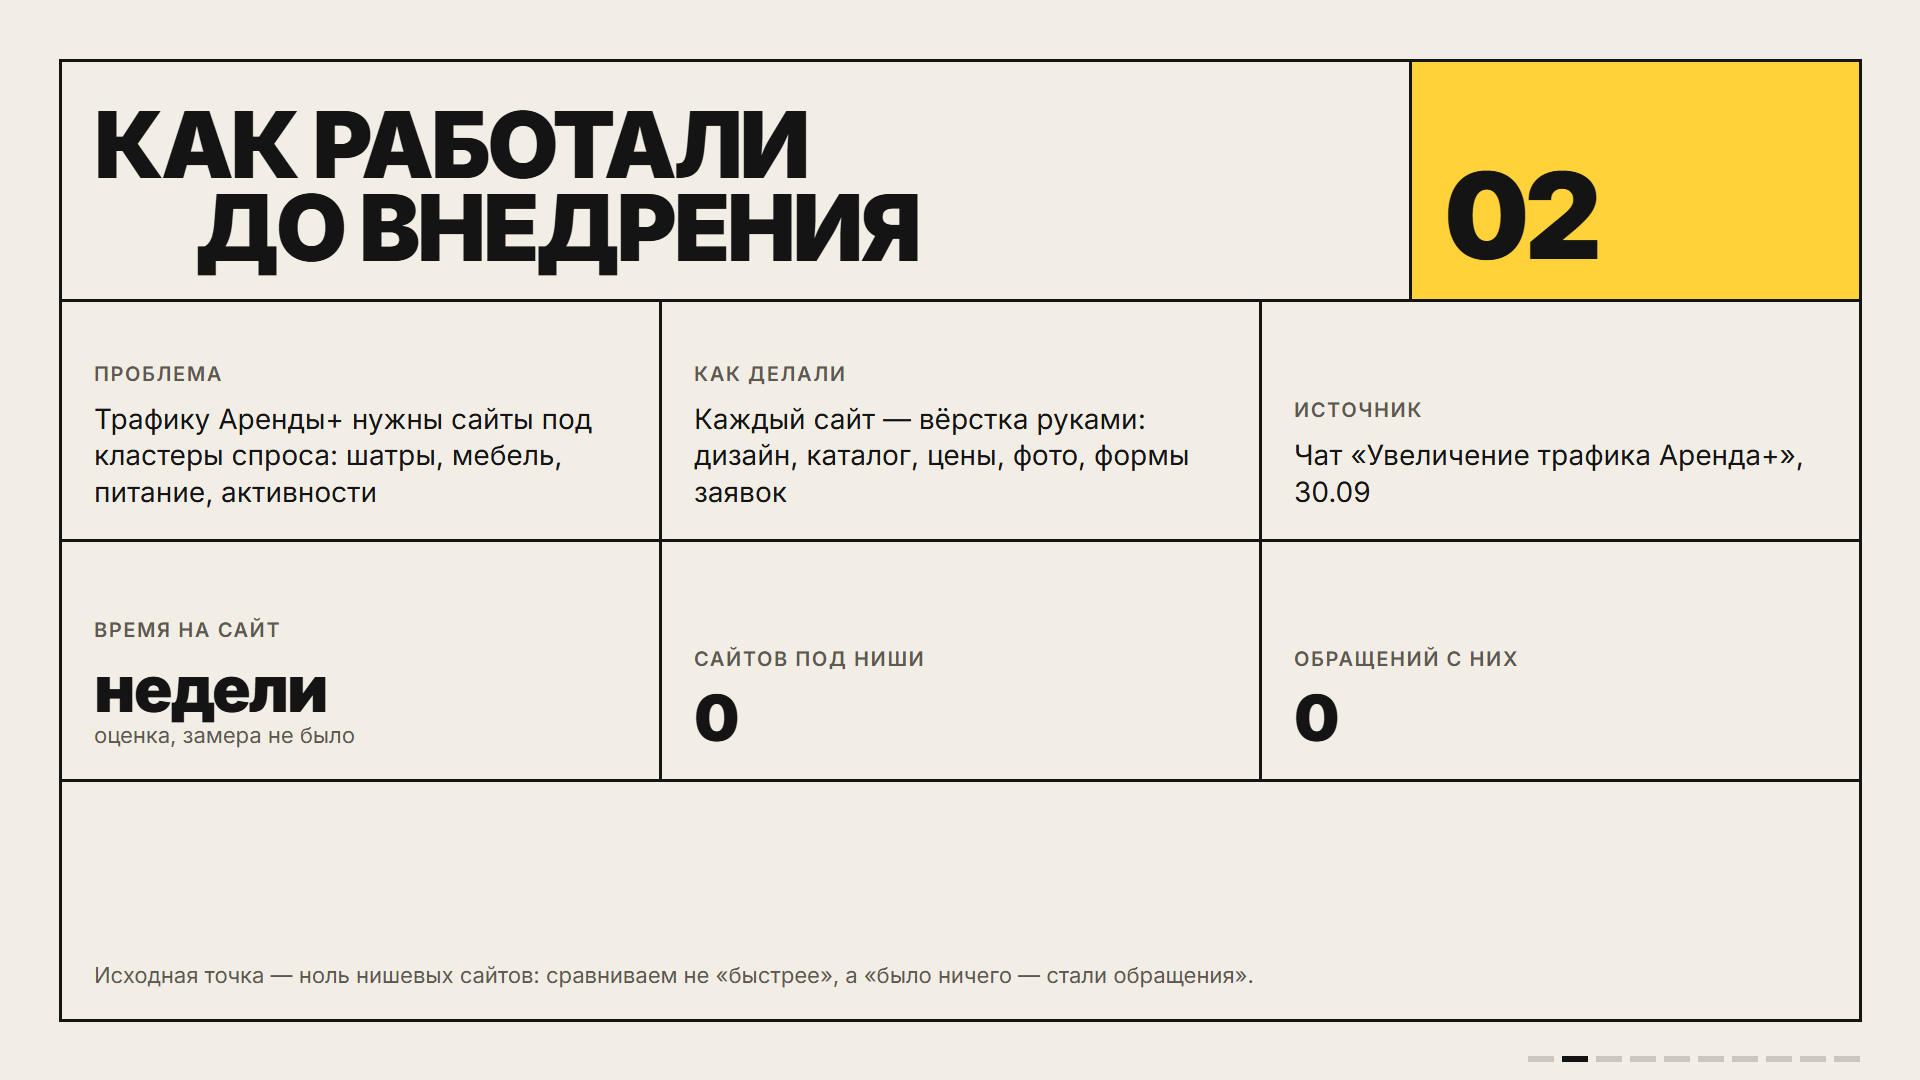 КАК РАБОТАЛИ
ДО ВНЕДРЕНИЯ
02
ПРОБЛЕМА
Трафику Аренды+ нужны сайты под
кластеры спроса: шатры, мебель,
питание, активности
КАК ДЕЛАЛИ
Каждый сайт — вёрстка руками:
дизайн, каталог, цены, фото, формы
заявок
ИСТОЧНИК
Чат «Увеличение трафика Аренда+»,
30.09
ВРЕМЯ НА САЙТ
недели
оценка, замера не было
САЙТОВ ПОД НИШИ
0
ОБРАЩЕНИЙ С НИХ
0
Исходная точка — ноль нишевых сайтов: сравниваем не «быстрее», а «было ничего — стали обращения».